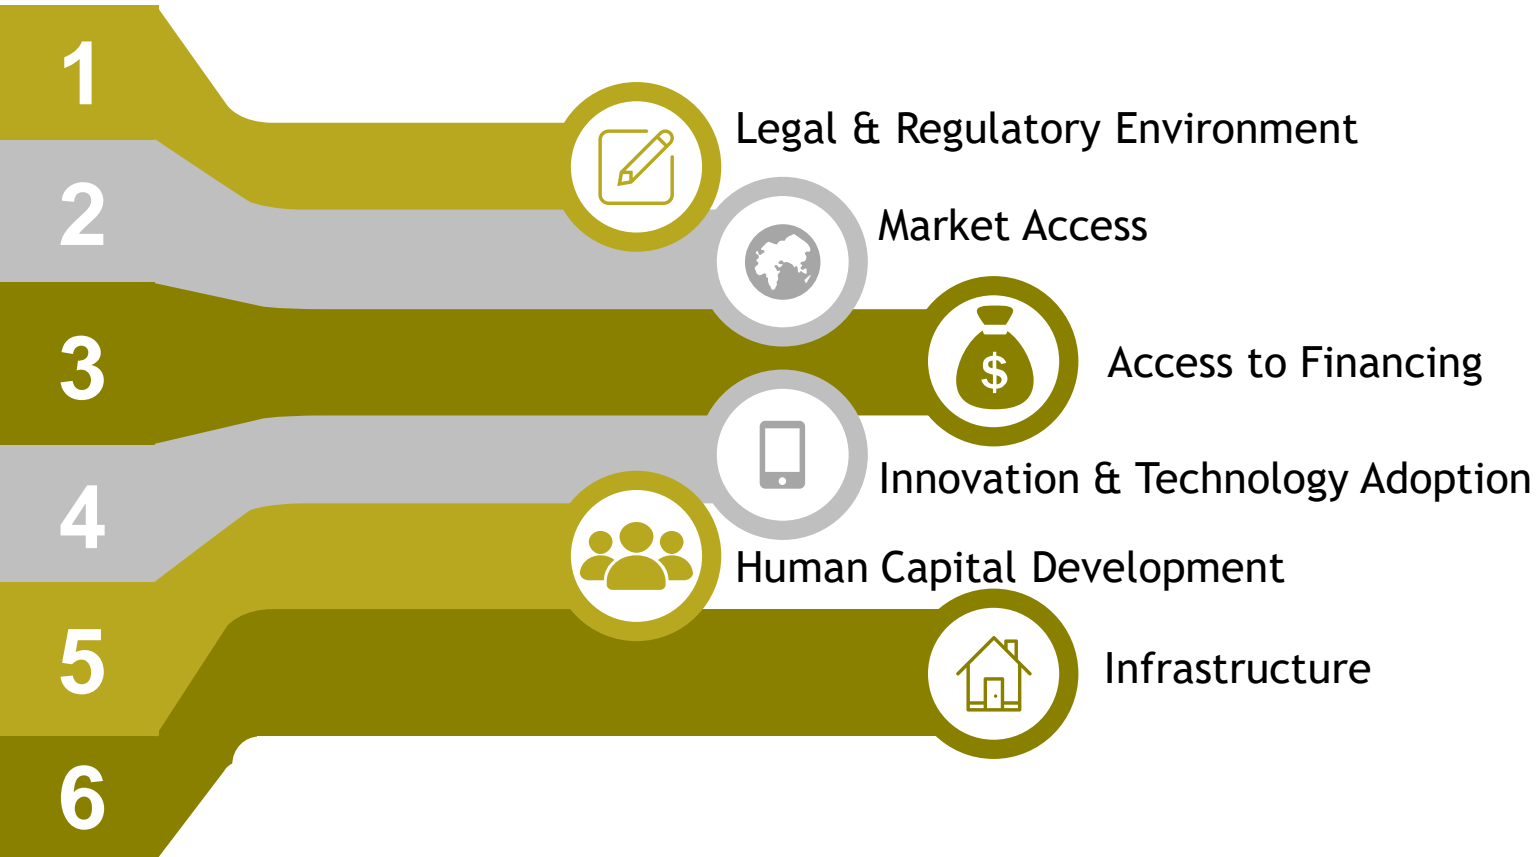 1
Legal & Regulatory Environment
2
Market Access
3
$
Access to Financing
4
Innovation & Technology Adoption
5
Human Capital Development
6
Infrastructure